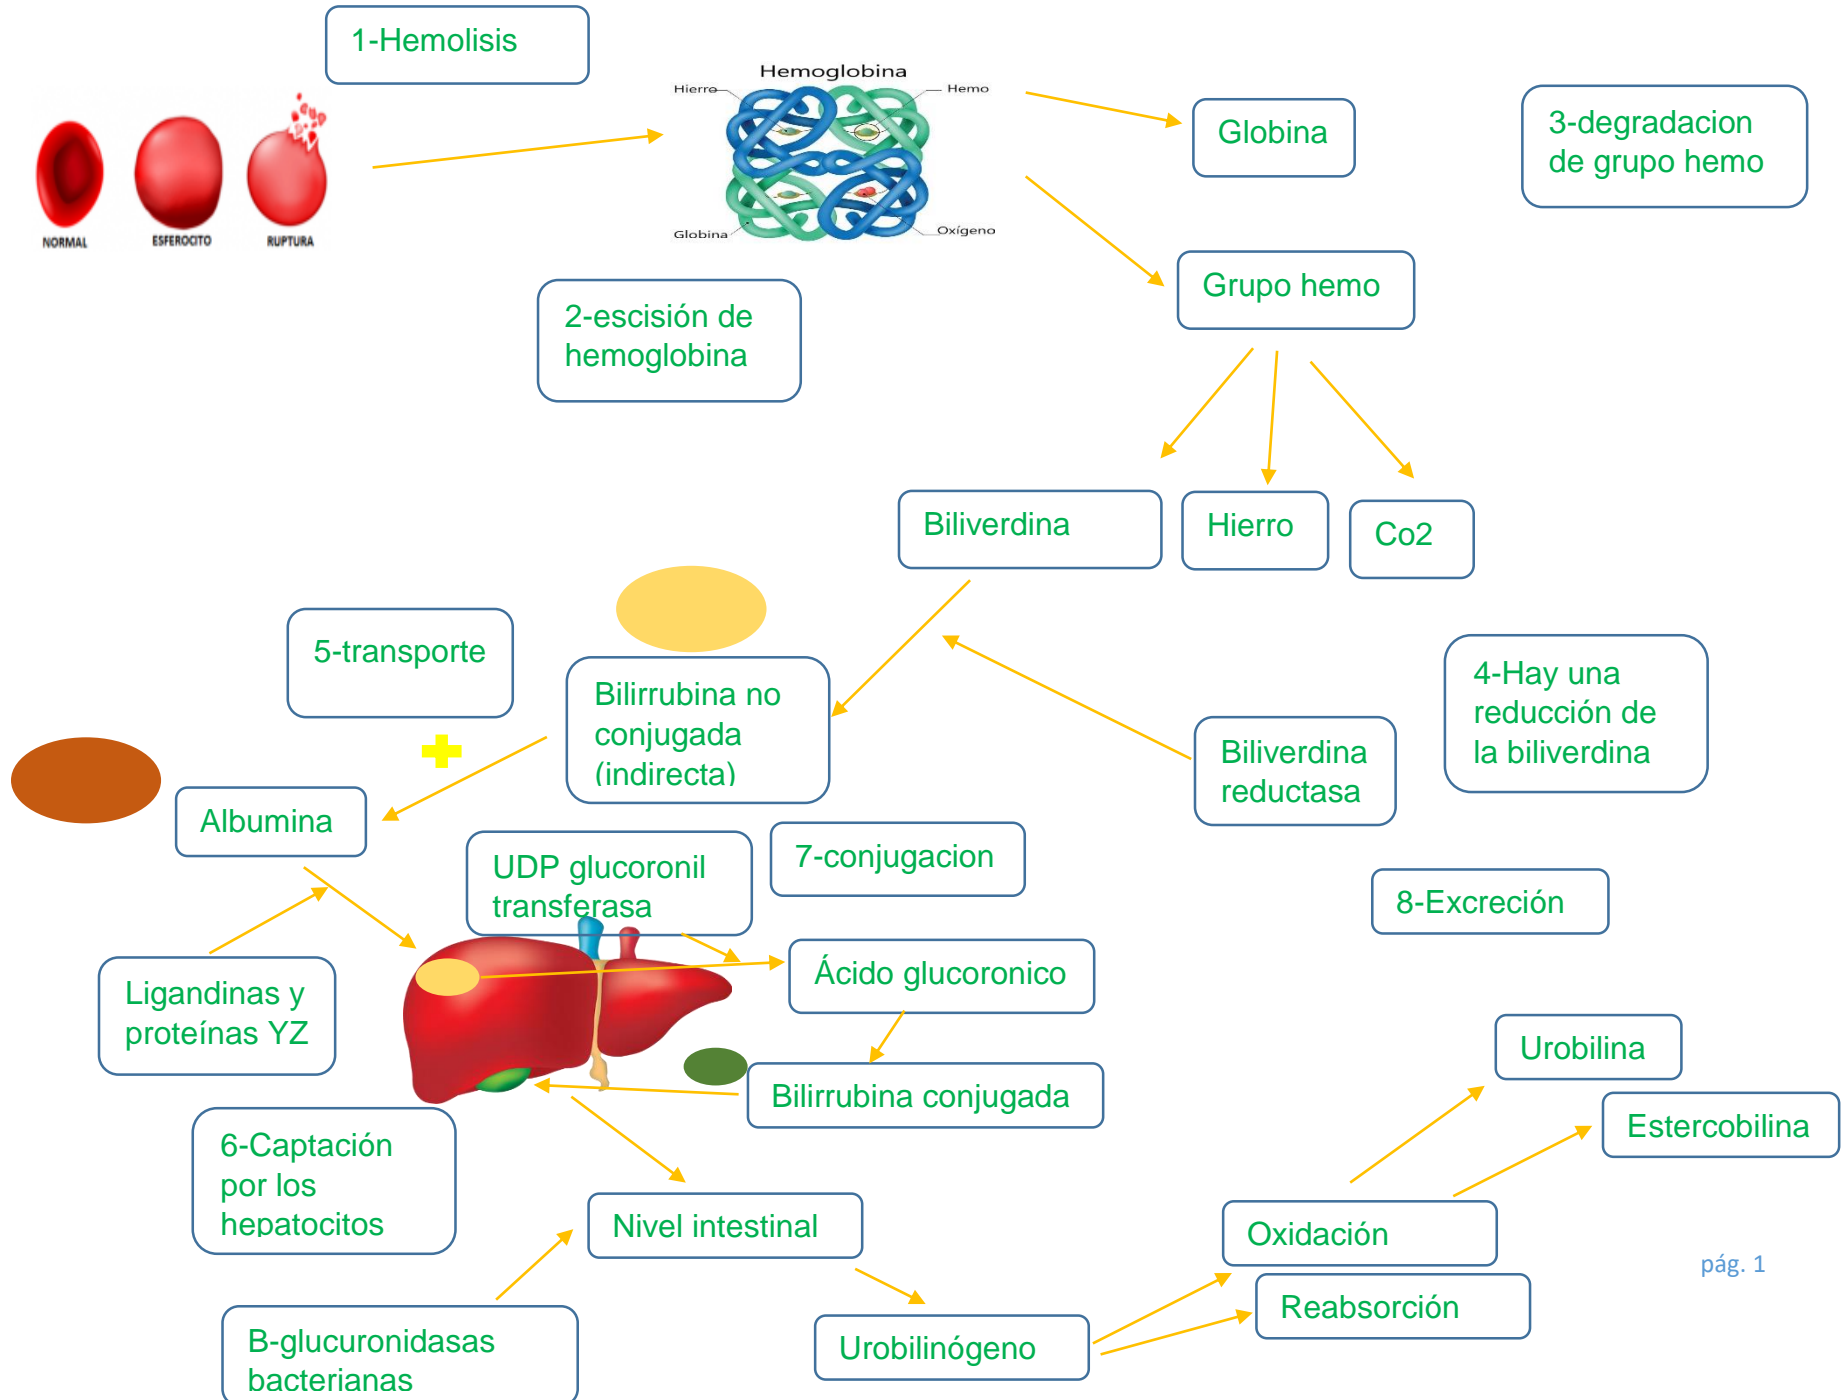 1-Hemolisis
Hemoglobina
Hierro
Hemo
Globina
Oxígeno
NORMAL
ESFEROCITO
RUPTURA
Globina
3-degradacion
de grupo hemo
Grupo hemo
2-escisión de
hemoglobina
Biliverdina
Hierro
Co2
5-transporte
Bilirrubina no
conjugada
(indirecta)
4-Hay una
reducción de
la biliverdina
Biliverdina
reductasa
Albumina
UDP glucoronil
transferasa
7-conjugacion
8-Excreción
Ligandinas y
proteínas YZ
Ácido glucoronico
Bilirrubina conjugada
Urobilina
Estercobilina
6-Captación
por los
hepatocitos
Nivel intestinal
Oxidación
Reabsorción
pág. 1
B-glucuronidasas
bacterianas
Urobilinógeno